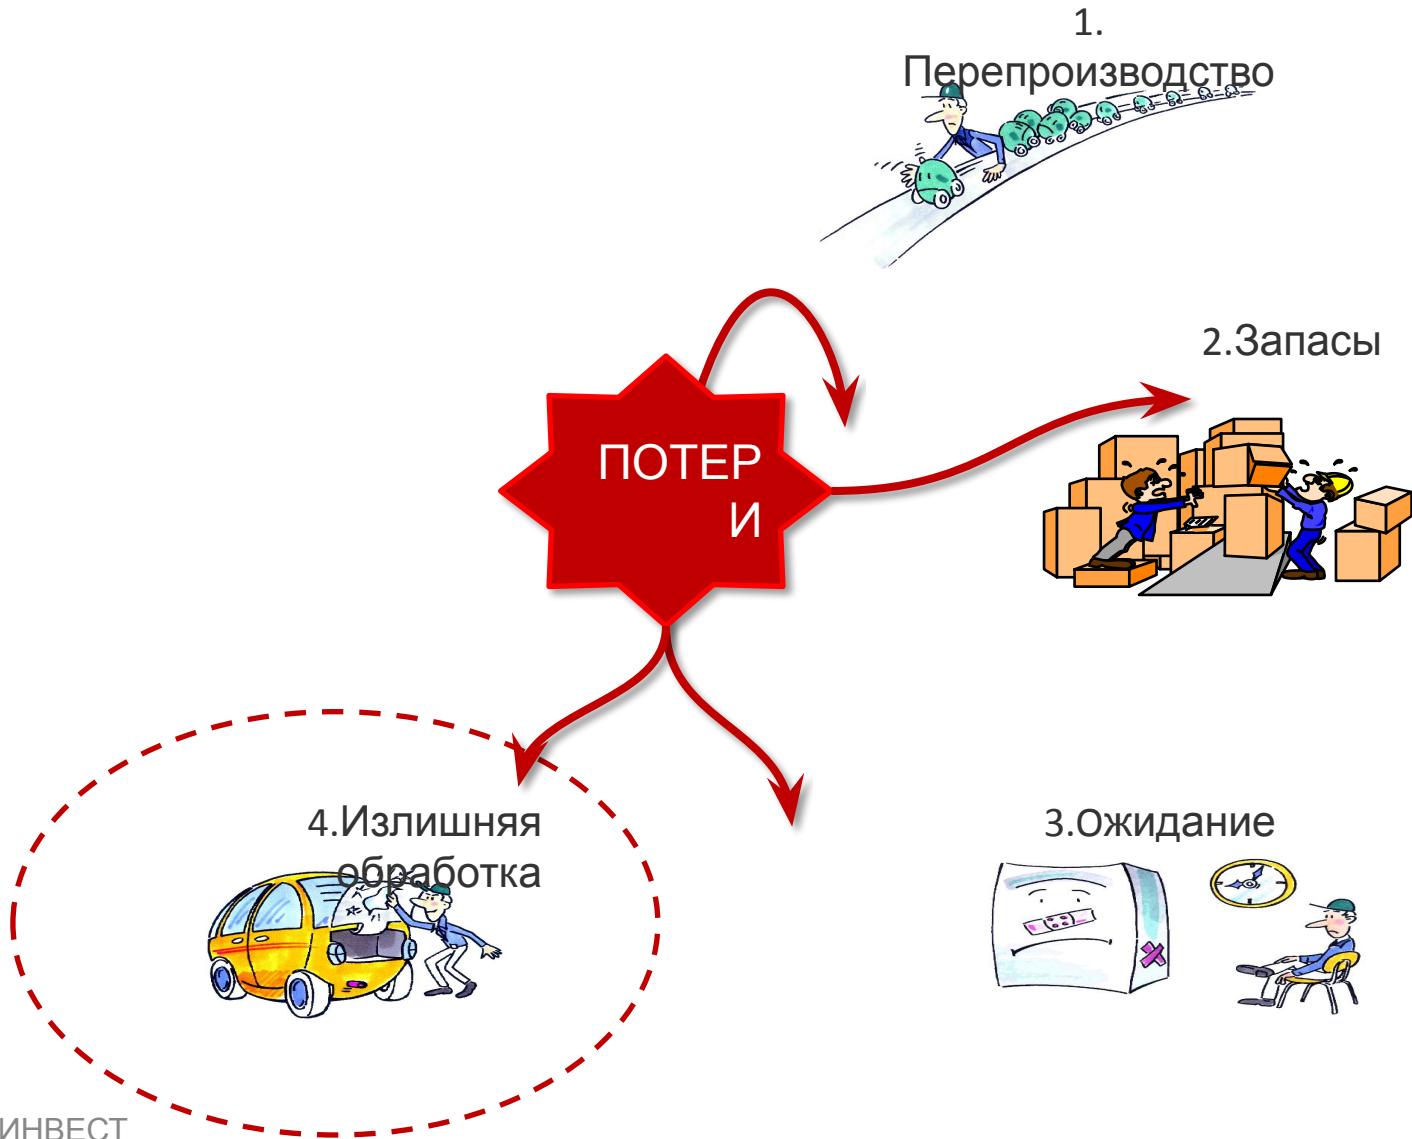 1.
Перепроизводство
2.Запасы
ПОТЕР
И
4.Излишняя
обработка
3.Ожидание
ИНВЕСТ